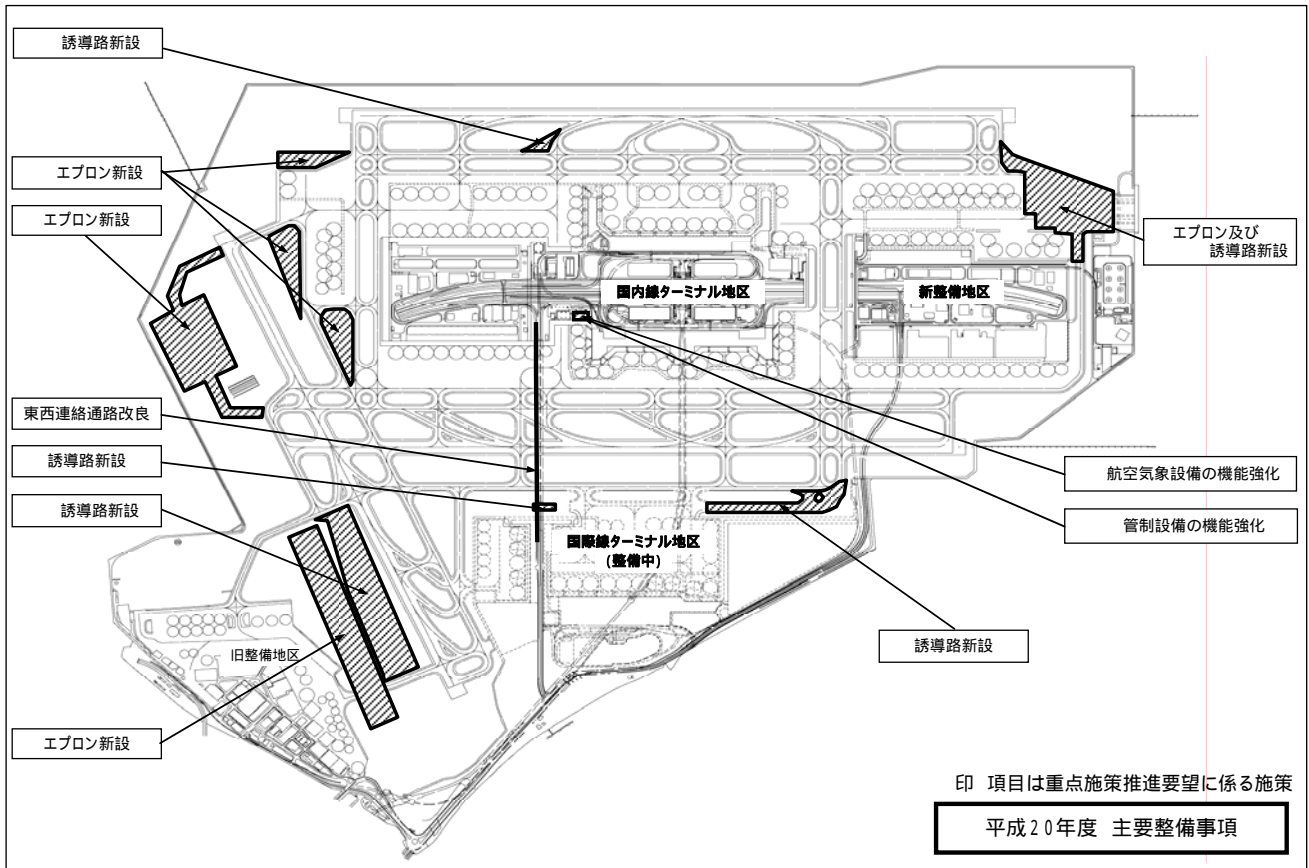 誘導路新設
エプロン新設
エプロン新設
エプロン及び
誘導路新設
国内線ターミナル地区
新整備地区
東西連絡通路改良
誘導路新設
誘導路新設
航空気象設備の機能強化
管制設備の機能強化
国際線ターミナル地区
(整備中)
誘導路新設
旧整備地区
エプロン新設
印 項目は重点施策推進要望に係る施策
平成20年度 主要整備事項